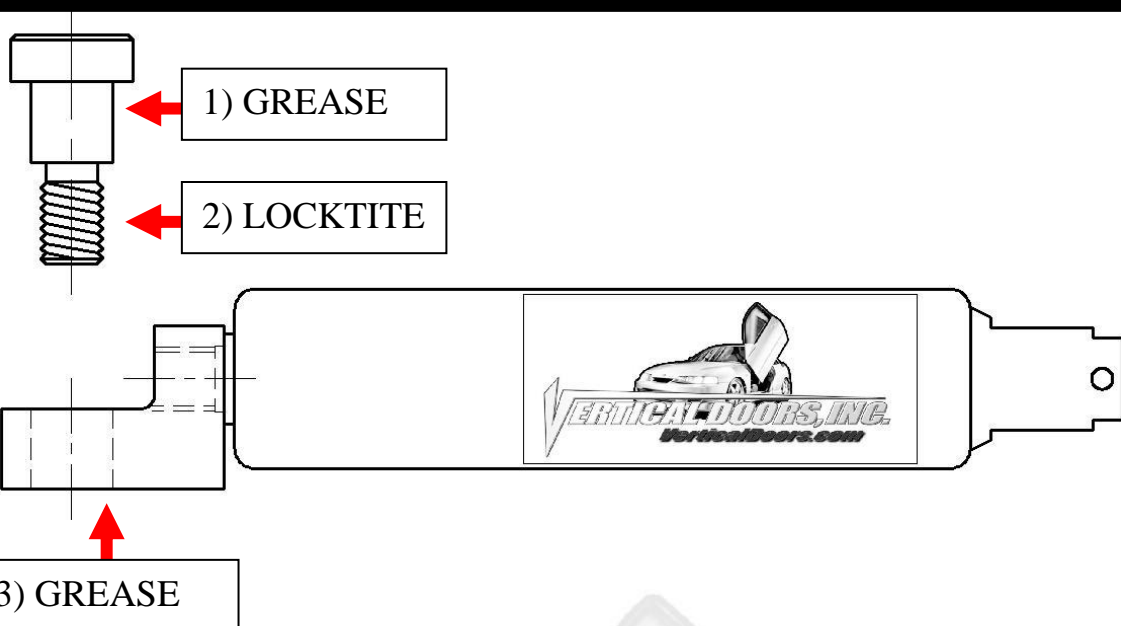 1) GREASE
2) LOCKTITE
VERTICAL DOORS, INC.
VerticalDoors.com
3) GREASE